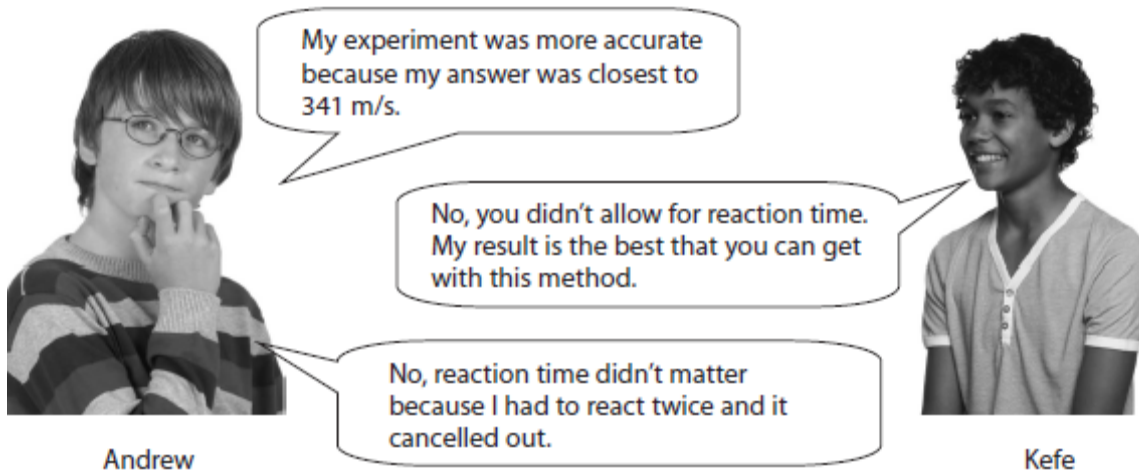 My experiment was more accurate
because my answer was closest to
341 m/s.
No, you didn’t allow for reaction time.
My result is the best that you can get
with this method.
No, reaction time didn’t matter
because I had to react twice and it
cancelled out.
Andrew
Kefe